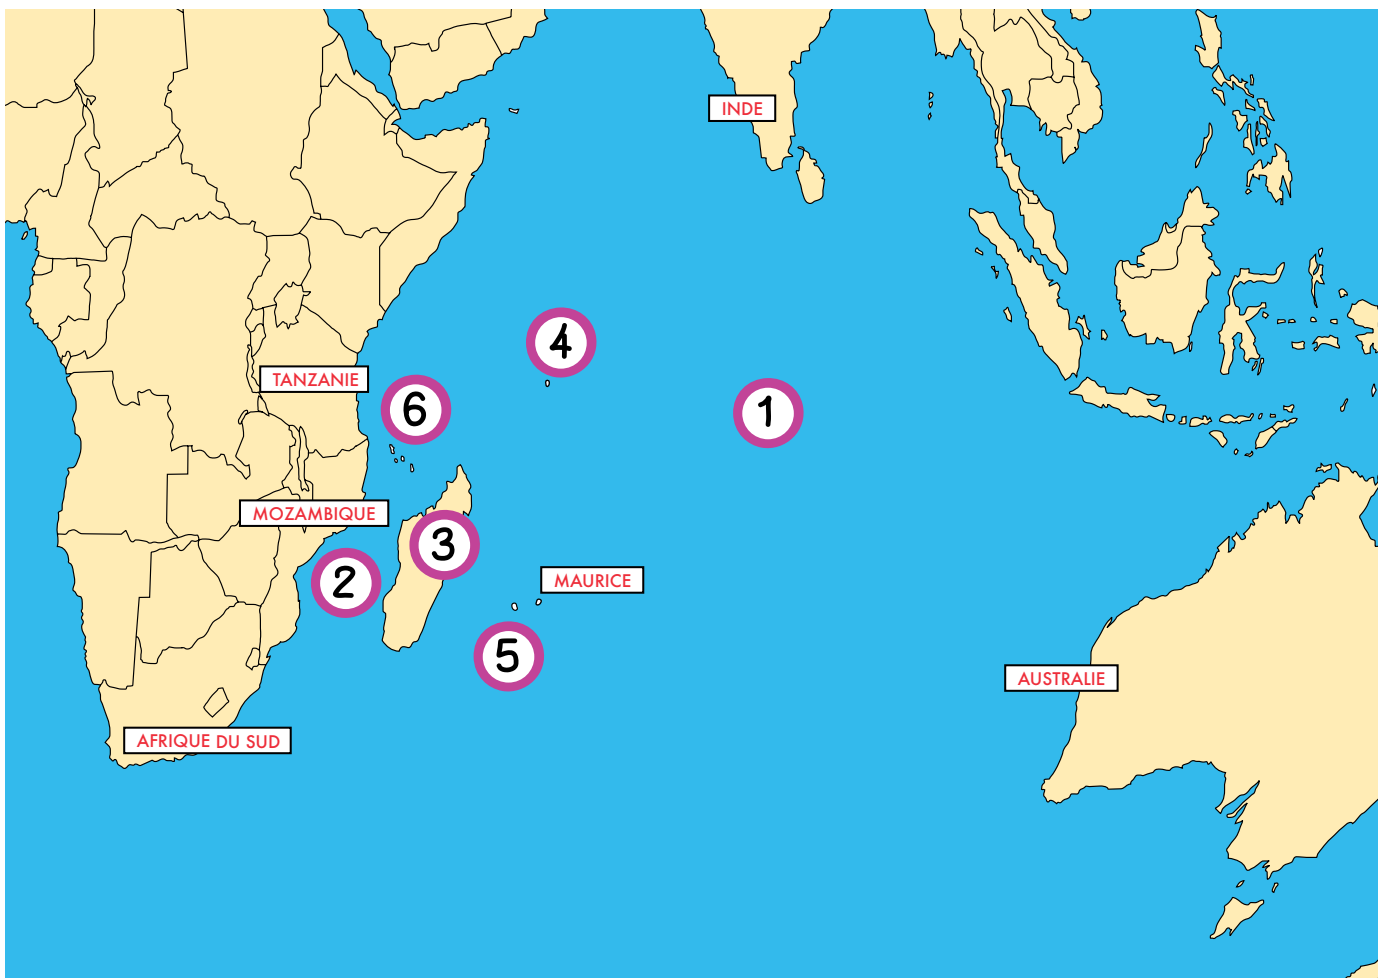 INDE
4
TANZANIE
6
1
MOZAMBIQUE
3
2
MAURICE
5
AUSTRALIE
AFRIQUE DU SUD